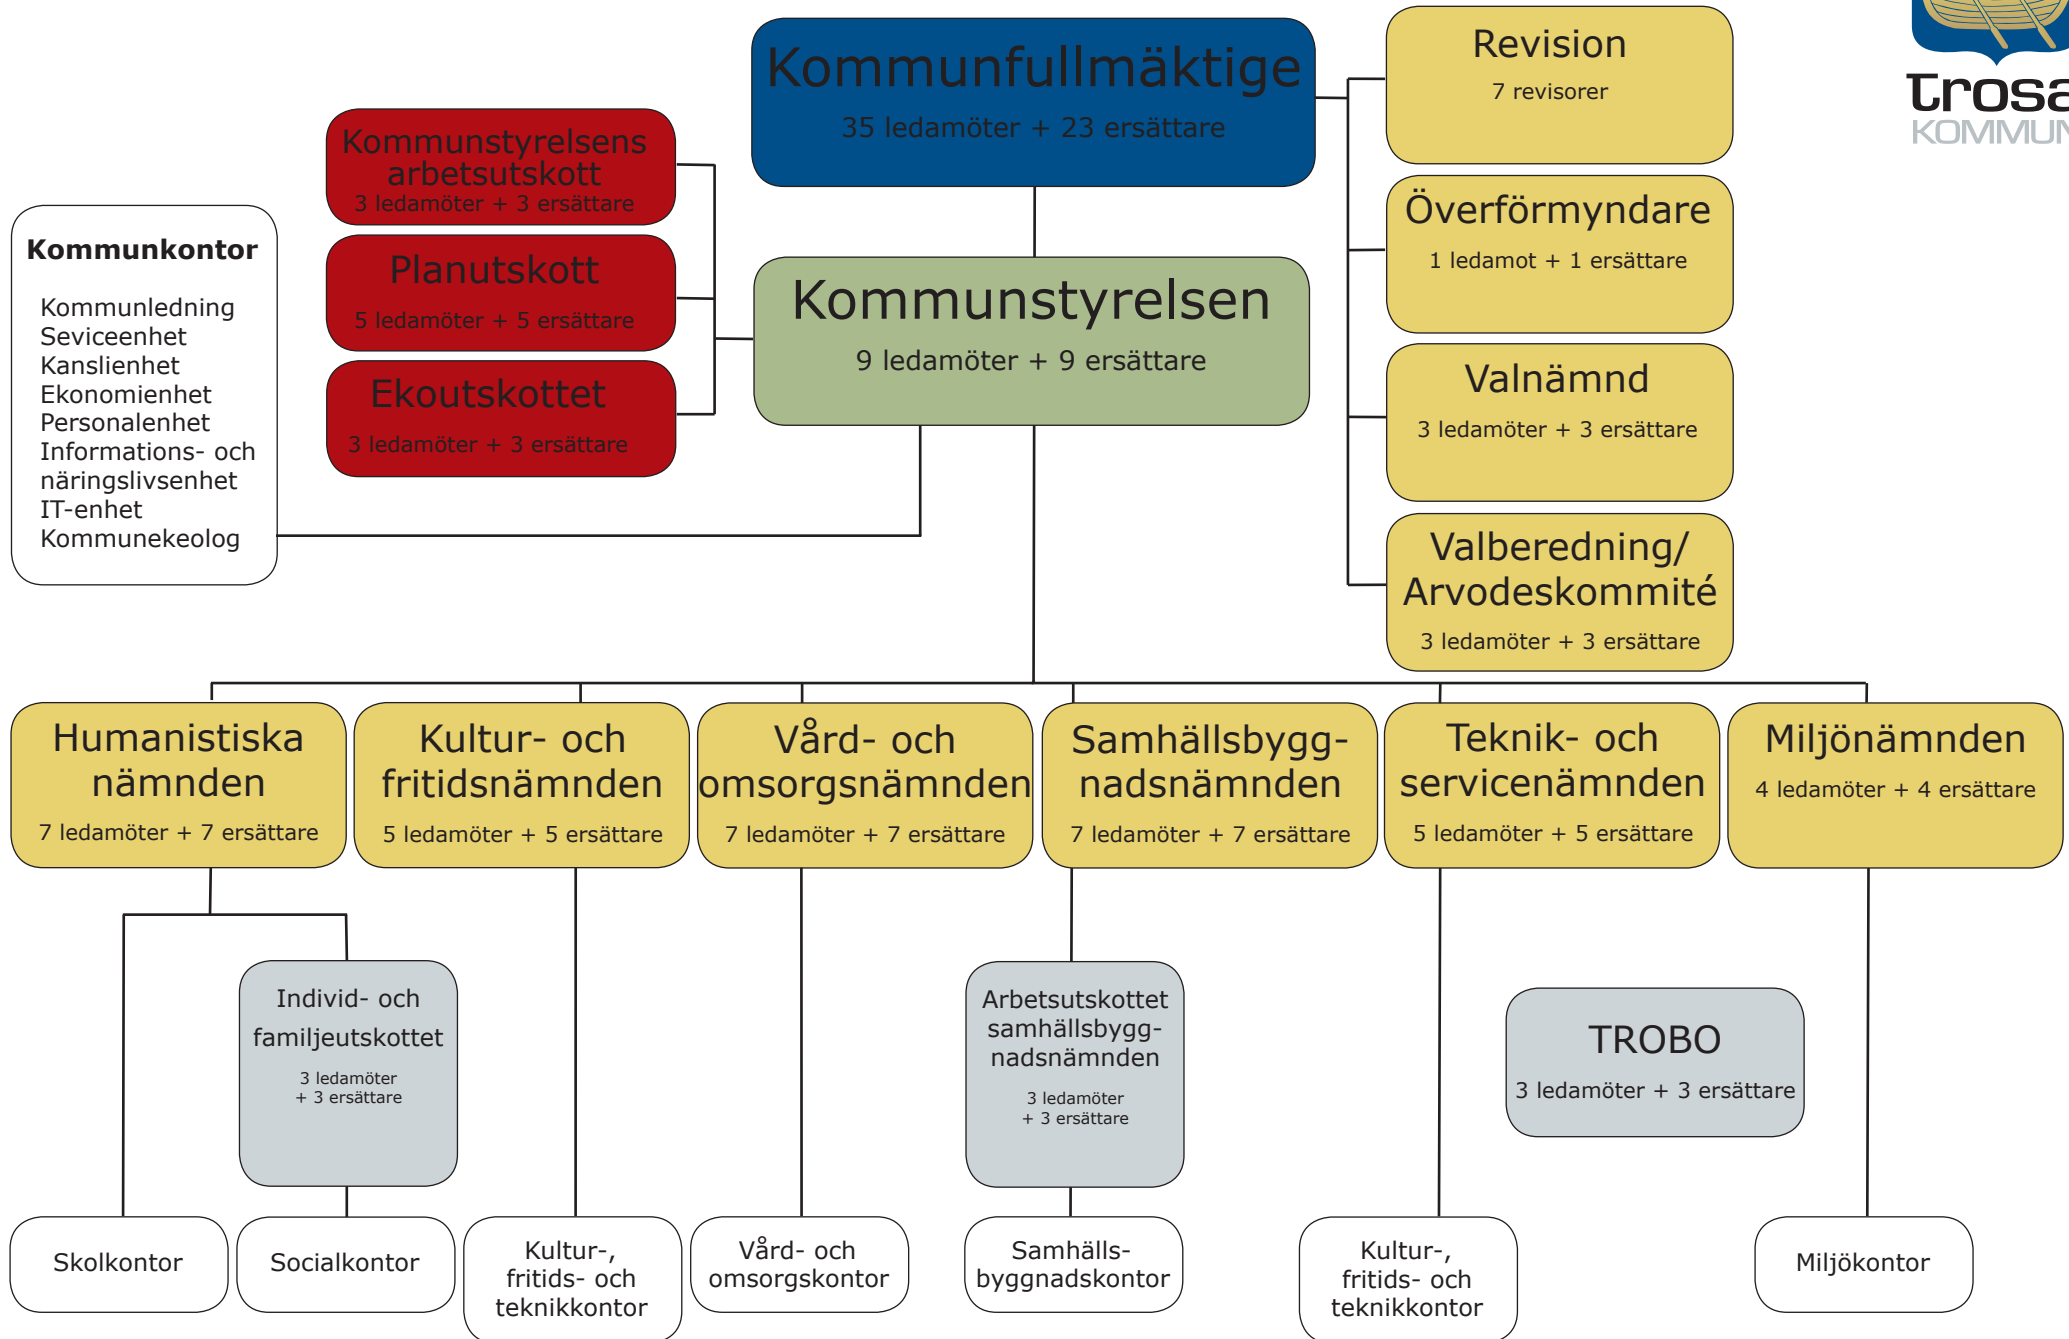 Kommunfullmäktige
35 ledamöter + 23 ersättare
Revision
7 revisorer
trosa
KOMMUN
Kommunstyrelsens
arbetsutskott
3 ledamöter + 3 ersättare
Överförmyndare
1 ledamot + 1 ersättare
Kommunkontor
Kommunledning
Seviceenhet
Kanslienhet
Ekonomienhet
Personalenhet
Informations- och
näringslivsenhet
IT-enhet
Kommunekeolog
Planutskott
5 ledamöter + 5 ersättare
Kommunstyrelsen
9 ledamöter + 9 ersättare
Ekoutskottet
3 ledamöter + 3 ersättare
Valnämnd
3 ledamöter + 3 ersättare
Valberedning/
Arvodeskommité
3 ledamöter + 3 ersättare
Humanistiska
nämnden
7 ledamöter + 7 ersättare
Kultur- och
fritidsnämnden
5 ledamöter + 5 ersättare
Vård- och
omsorgsnämnden
7 ledamöter + 7 ersättare
Samhällsbygg-
nadsnämnden
7 ledamöter + 7 ersättare
Teknik- och
servicenämnden
5 ledamöter + 5 ersättare
Miljönämnden
4 ledamöter + 4 ersättare
Individ- och
familjeutskottet
3 ledamöter
+ 3 ersättare
Arbetsutskottet
samhällsbygg-
nadsnämnden
3 ledamöter
+ 3 ersättare
TROBO
3 ledamöter + 3 ersättare
Skolkontor
Socialkontor
Kultur-,
fritids- och
teknikkontor
Vård- och
omsorgskontor
Samhälls-
byggnadskontor
Kultur-,
fritids- och
teknikkontor
Miljökontor